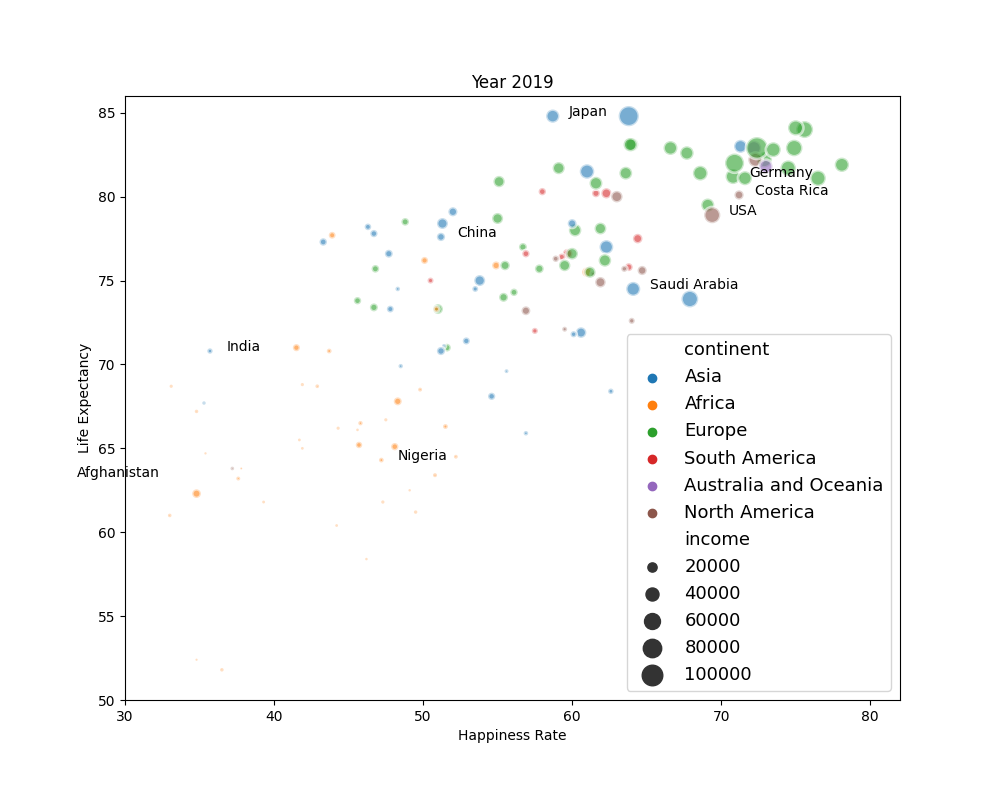 Year 2019
85
80
75
70
65
60
55
50
Life Expectancy
Japan
Germany
Costa Rica
USA
China
Saudi Arabia
India
Nigeria
Afghanistan
continent
Asia
Africa
Europe
South America
Australia and Oceania
North America
income
20000
40000
60000
80000
100000
30 40 50 60 70 80
Happiness Rate